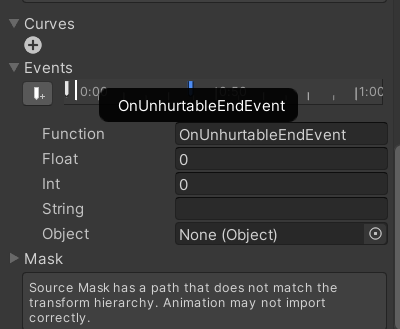 Curves
Events
0:00
0:50
1:00
OnUnhurtableEndEvent
Function OnUnhurtableEndEvent
Float 0
Int 0
String
Object None (Object)
Mask
Source Mask has a path that does not match the
transform hierarchy. Animation may not import
correctly.